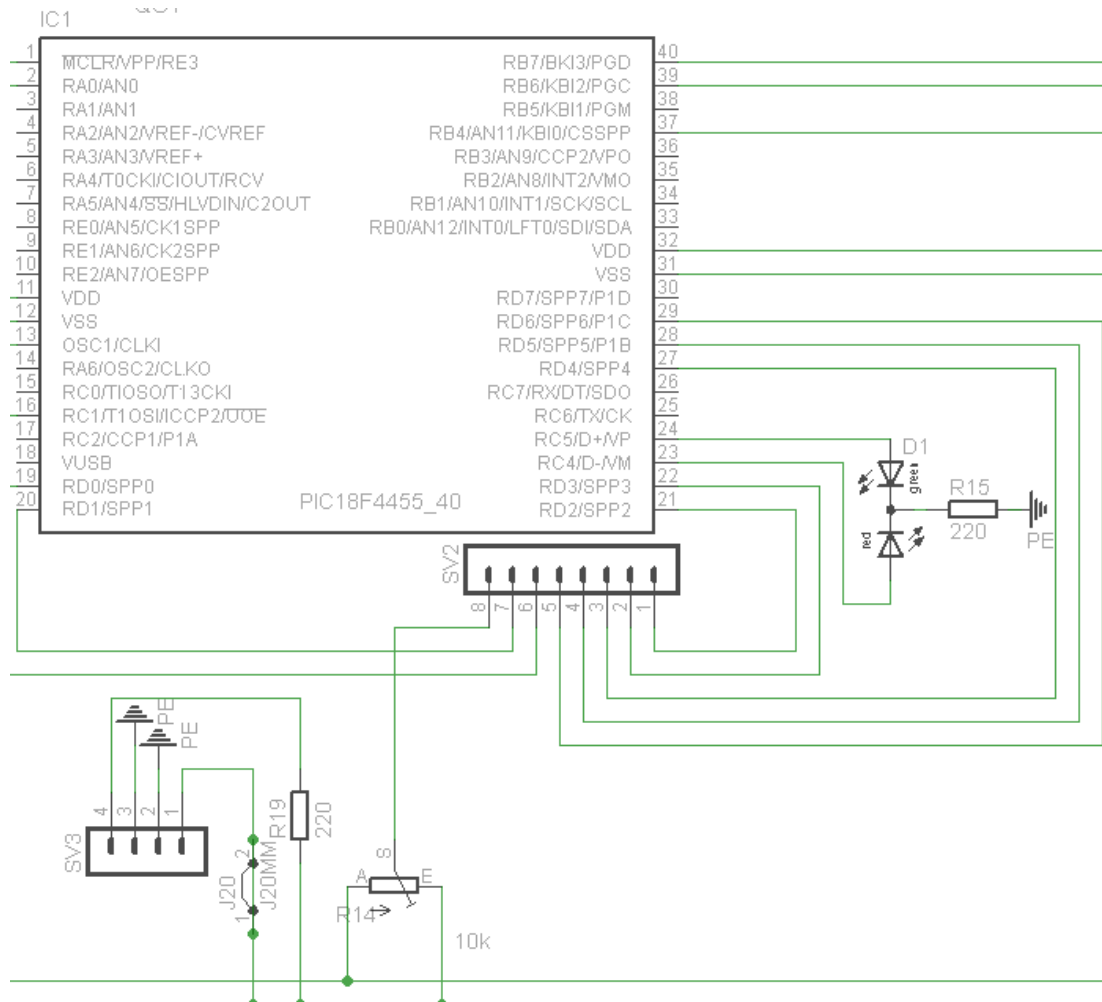 IC1
1 MCLR/VPP/RE3
2 RA0/AN0
3 RA1/AN1
4 RA2/AN2/VREF-/CVREF
5 RA3/AN3/VREF+
6 RA4/T0CKI/CIOUT/RCV
7 RA5/AN4/SS/HLVDIN/C2OUT
8 RE0/AN5/CK1SPP
9 RE1/AN6/CK2SPP
10 RE2/AN7/OESPP
11 VDD
12 VSS
13 OSC1/CLKI
14 RA6/OSC2/CLKO
15 RC0/TIOSO/T13CKI
16 RC1/T1OSI/ICCP2/UOE
17 RC2/CCP1/P1A
18 VUSB
19 RD0/SPP0
20 RD1/SPP1
RB7/BKI3/PGD 40
RB6/KBI2/PGC 39
RB5/KBI1/PGM 38
RB4/AN11/KBI0/CSSPP 37
RB3/AN9/CCP2/VPO 36
RB2/AN8/INT2/VMO 35
RB1/AN10/INT1/SCK/SCL 34
RB0/AN12/INT0/LFT0/SDI/SDA 33
VDD 32
VSS 31
RD7/SPP7/P1D 30
RD6/SPP6/P1C 29
RD5/SPP5/P1B 28
RD4/SPP4 27
RC7/RX/DT/SDO 26
RC6/TX/CK 25
RC5/D+/VP 24
RC4/D-/VM 23
RD3/SPP3 22
RD2/SPP2 21
PIC18F4455_40
D1
green
red
R15
220
PE
SV2
8 7 6 5 4 3 2 1
PE
PE
4 3 2 1
SV3
R19
220
J20
J20MM
2
1
S
A E
R14
10k